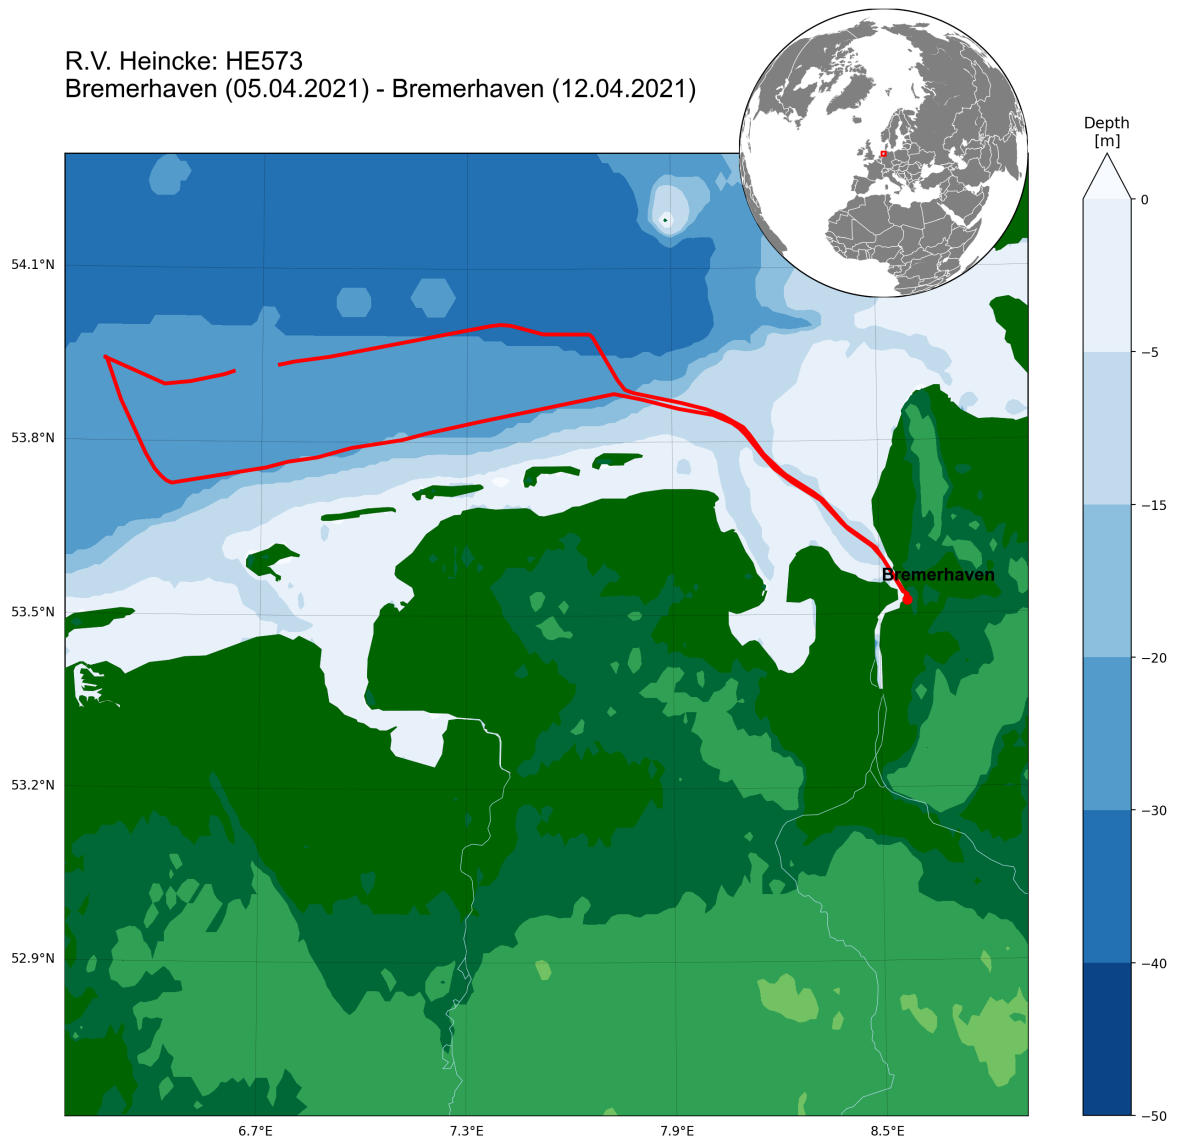 R.V. Heincke: HE573
Bremerhaven (05.04.2021) - Bremerhaven (12.04.2021)
Depth
[m]
0
−5
−15
−20
−30
−40
−50
54.1°N
53.8°N
53.5°N
53.2°N
52.9°N
Bremerhaven
6.7°E
7.3°E
7.9°E
8.5°E